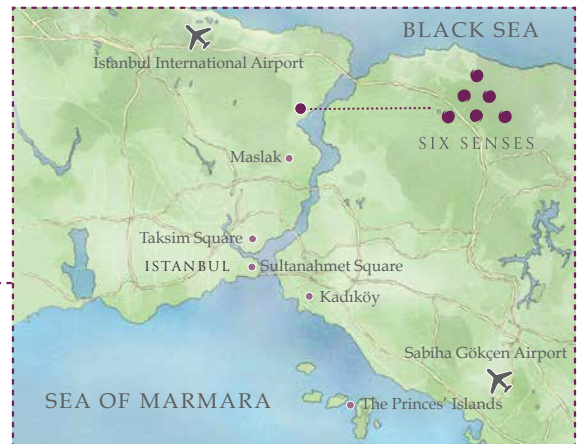 BLACK SEA
Istanbul International Airport
SIX SENSES
Maslak
Taksim Square
ISTANBUL
Sultanahmet Square
Kadıköy
Sabiha Gökçen Airport
SEA OF MARMARA
The Princes' Islands